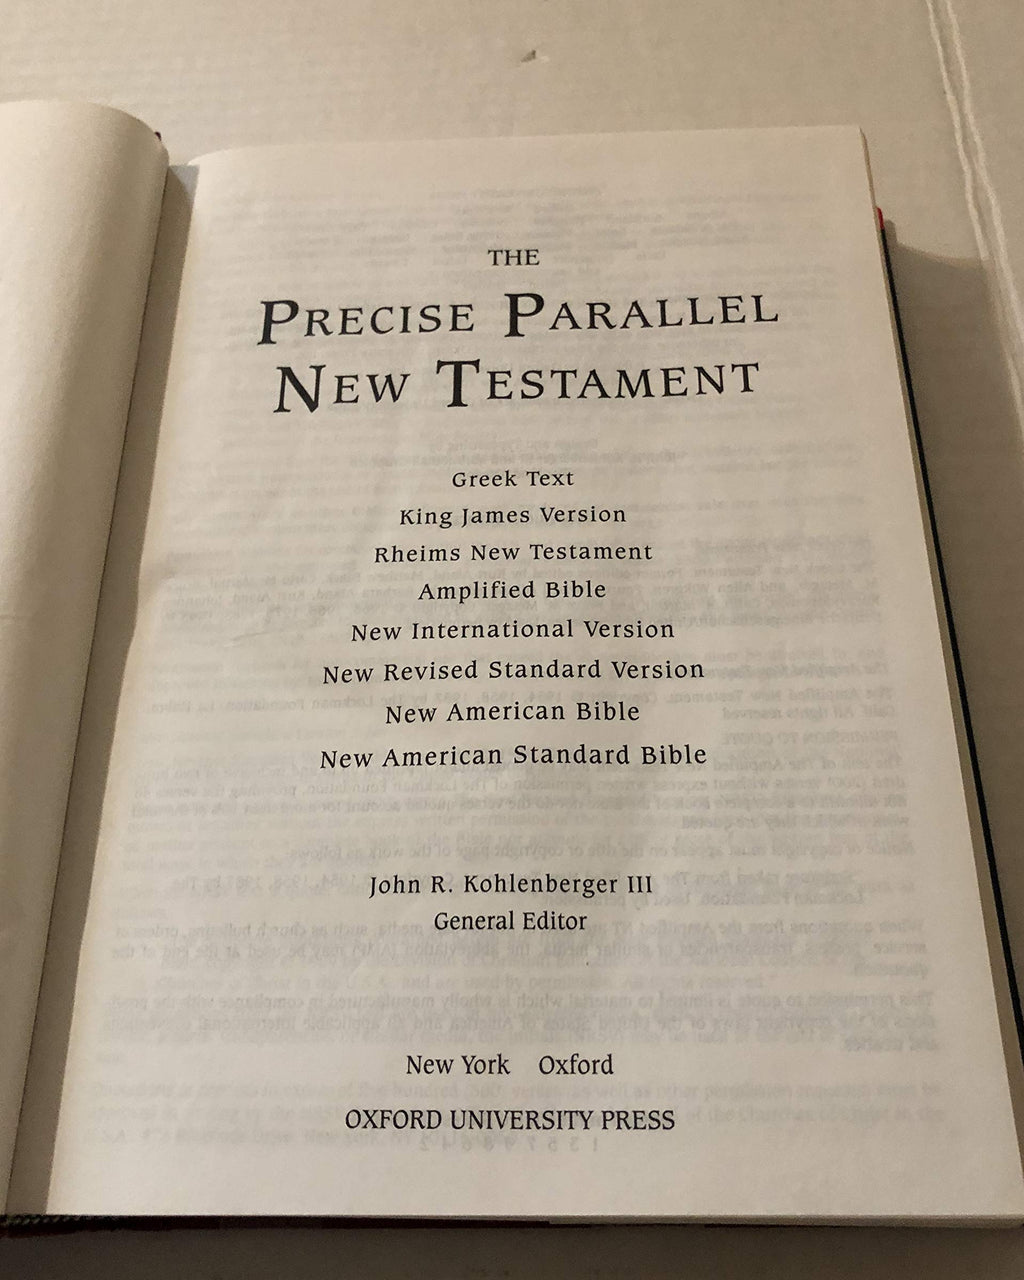 THE
PRECISE PARALLEL
NEW TESTAMENT
Greek Text
King James Version
Rheims New Testament
Amplified Bible
New International Version
New Revised Standard Version
New American Bible
New American Standard Bible
John R. Kohlenberger III
General Editor
New York Oxford
OXFORD UNIVERSITY PRESS